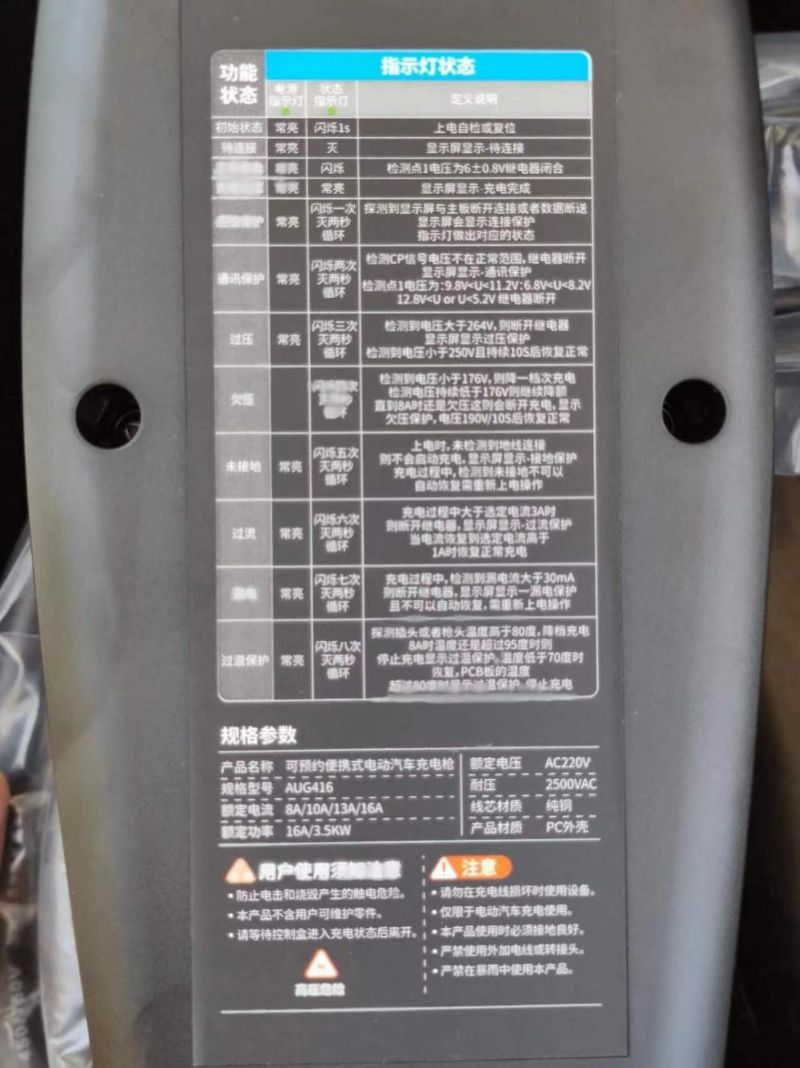 指示灯状态
功能
状态
电源
指示灯
状态
指示灯
定义说明
初始状态 常亮 闪烁1s 上电自检或复位
待连接 常亮 灭 显示屏显示-待连接
常亮 闪烁 检测点1电压为6±0.8V继电器闭合
常亮 常亮 显示屏显示-充电完成
保护 常亮
闪烁一次
灭两秒
循环
探测到显示屏与主板断开连接或者数据断送
显示屏会显示连接保护
指示灯做出对应的状态
通讯保护 常亮
闪烁两次
灭两秒
循环
检测CP信号电压不在正常范围,继电器断开
显示屏显示-通讯保护
检测点1电压为:9.8V<U<11.2V:6.8V<U<8.2V
12.8V<U or U<5.2V 继电器断开
过压 常亮
闪烁三次
灭两秒
循环
检测到电压大于264V,则断开继电器
显示屏显示过压保护
检测到电压小于250V且持续10S后恢复正常
欠压
循环
检测到电压小于176V,则降一档次充电
检测电压持续低于176V则继续降额
直到8A时还是欠压这则会断开充电,显示
欠压保护,电压190V/10S后恢复正常
未接地 常亮
闪烁五次
灭两秒
循环
上电时,未检测到地线连接
则不会启动充电,显示屏显示-接地保护
充电过程中,检测到未接地不可以
自动恢复需重新上电操作
过流 常亮
闪烁六次
灭两秒
循环
充电过程中大于选定电流3A时
则断开继电器,显示屏显示-过流保护
当电流恢复到选定电流高于
1A时恢复正常充电
常亮
闪烁七次
灭两秒
循环
充电过程中,检测到漏电流大于30mA
则断开继电器,显示屏显示一漏电保护
且不可以自动恢复,需重新上电操作
过温保护 常亮
闪烁八次
灭两秒
循环
探测插头或者枪头温度高于80度,降档充电
8A时温度还是超过95度时则
停止充电显示过温保护,温度低于70度时
恢复,PCB板的温度
超过80度时显示过温保护,停止充电
规格参数
产品名称 可预约便携式电动汽车充电枪
规格型号 AUG416
额定电流 8A/10A/13A/16A
额定功率 16A/3.5KW
额定电压 AC220V
耐压 2500VAC
线芯材质 纯铜
产品材质 PC外壳
用户使用须知注意
• 防止电击和烧毁产生的触电危险。
• 本产品不含用户可维护零件。
• 请等待控制盒进入充电状态后离开。
高压危险
注意
• 请勿在充电线损坏时使用设备。
• 仅限于电动汽车充电使用。
• 本产品使用时必须接地良好。
• 严禁使用外加电线或转接头。
• 严禁在暴雨中使用本产品。